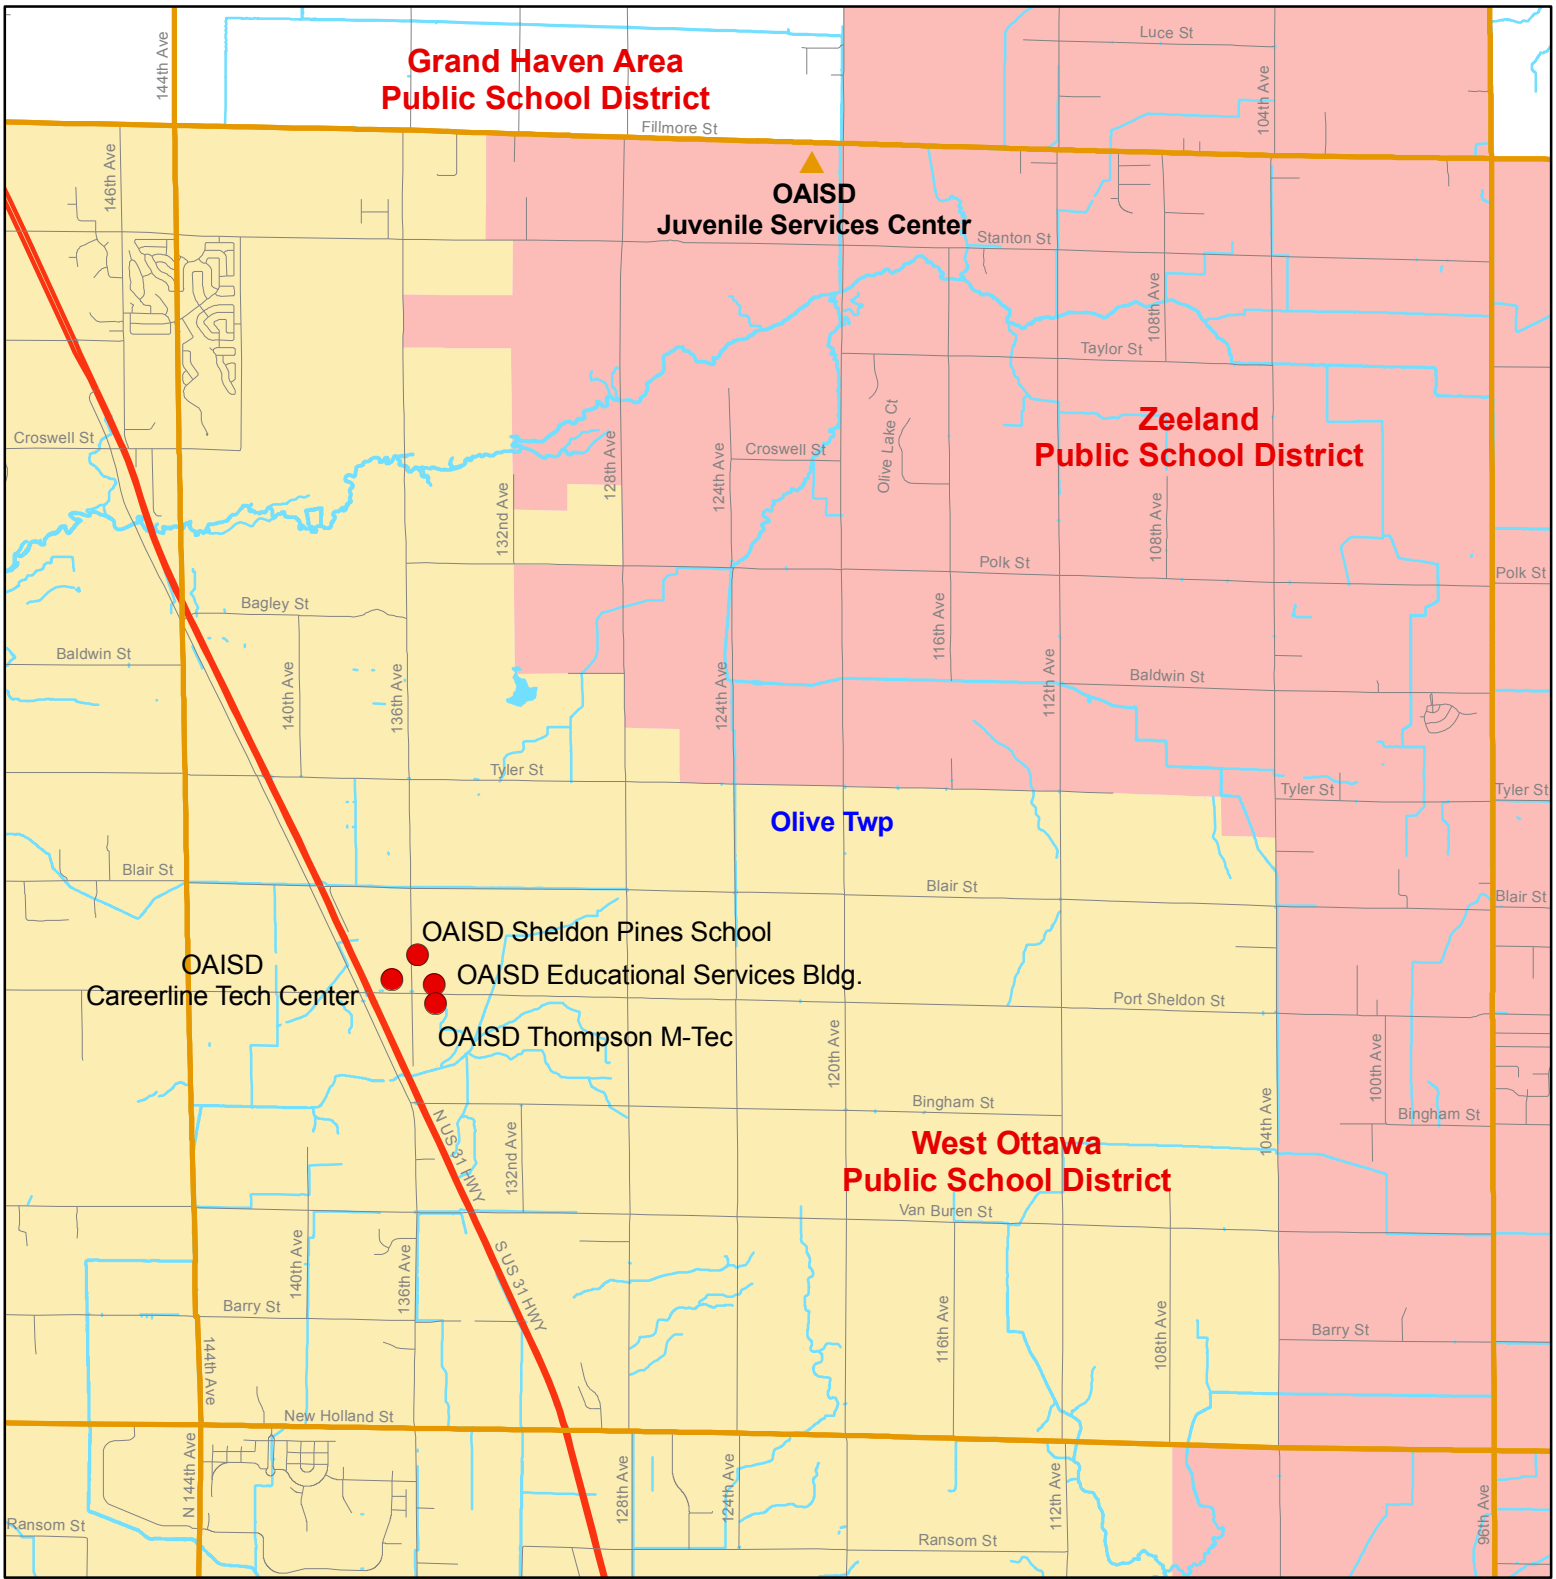 144th Ave
Grand Haven Area
Public School District
Luce St
104th Ave
Fillmore St
146th Ave
OAISD
Juvenile Services Center
Stanton St
108th Ave
Taylor St
Zeeland
Public School District
Croswell St
Croswell St
Olive Lake Ct
128th Ave
124th Ave
132nd Ave
108th Ave
Polk St
Polk St
Bagley St
116th Ave
Baldwin St
Baldwin St
140th Ave
136th Ave
124th Ave
112th Ave
Tyler St
Tyler St
Tyler St
Olive Twp
Blair St
Blair St
Blair St
OAISD Sheldon Pines School
OAISD
Careerline Tech Center
OAISD Educational Services Bldg.
Port Sheldon St
OAISD Thompson M-Tec
120th Ave
100th Ave
Bingham St
Bingham St
104th Ave
N US 31 HWY
132nd Ave
West Ottawa
Public School District
Van Buren St
140th Ave
136th Ave
S US 31 HWY
Barry St
Barry St
116th Ave
108th Ave
144th Ave
New Holland St
N 144th Ave
128th Ave
124th Ave
112th Ave
96th Ave
Ransom St
Ransom St